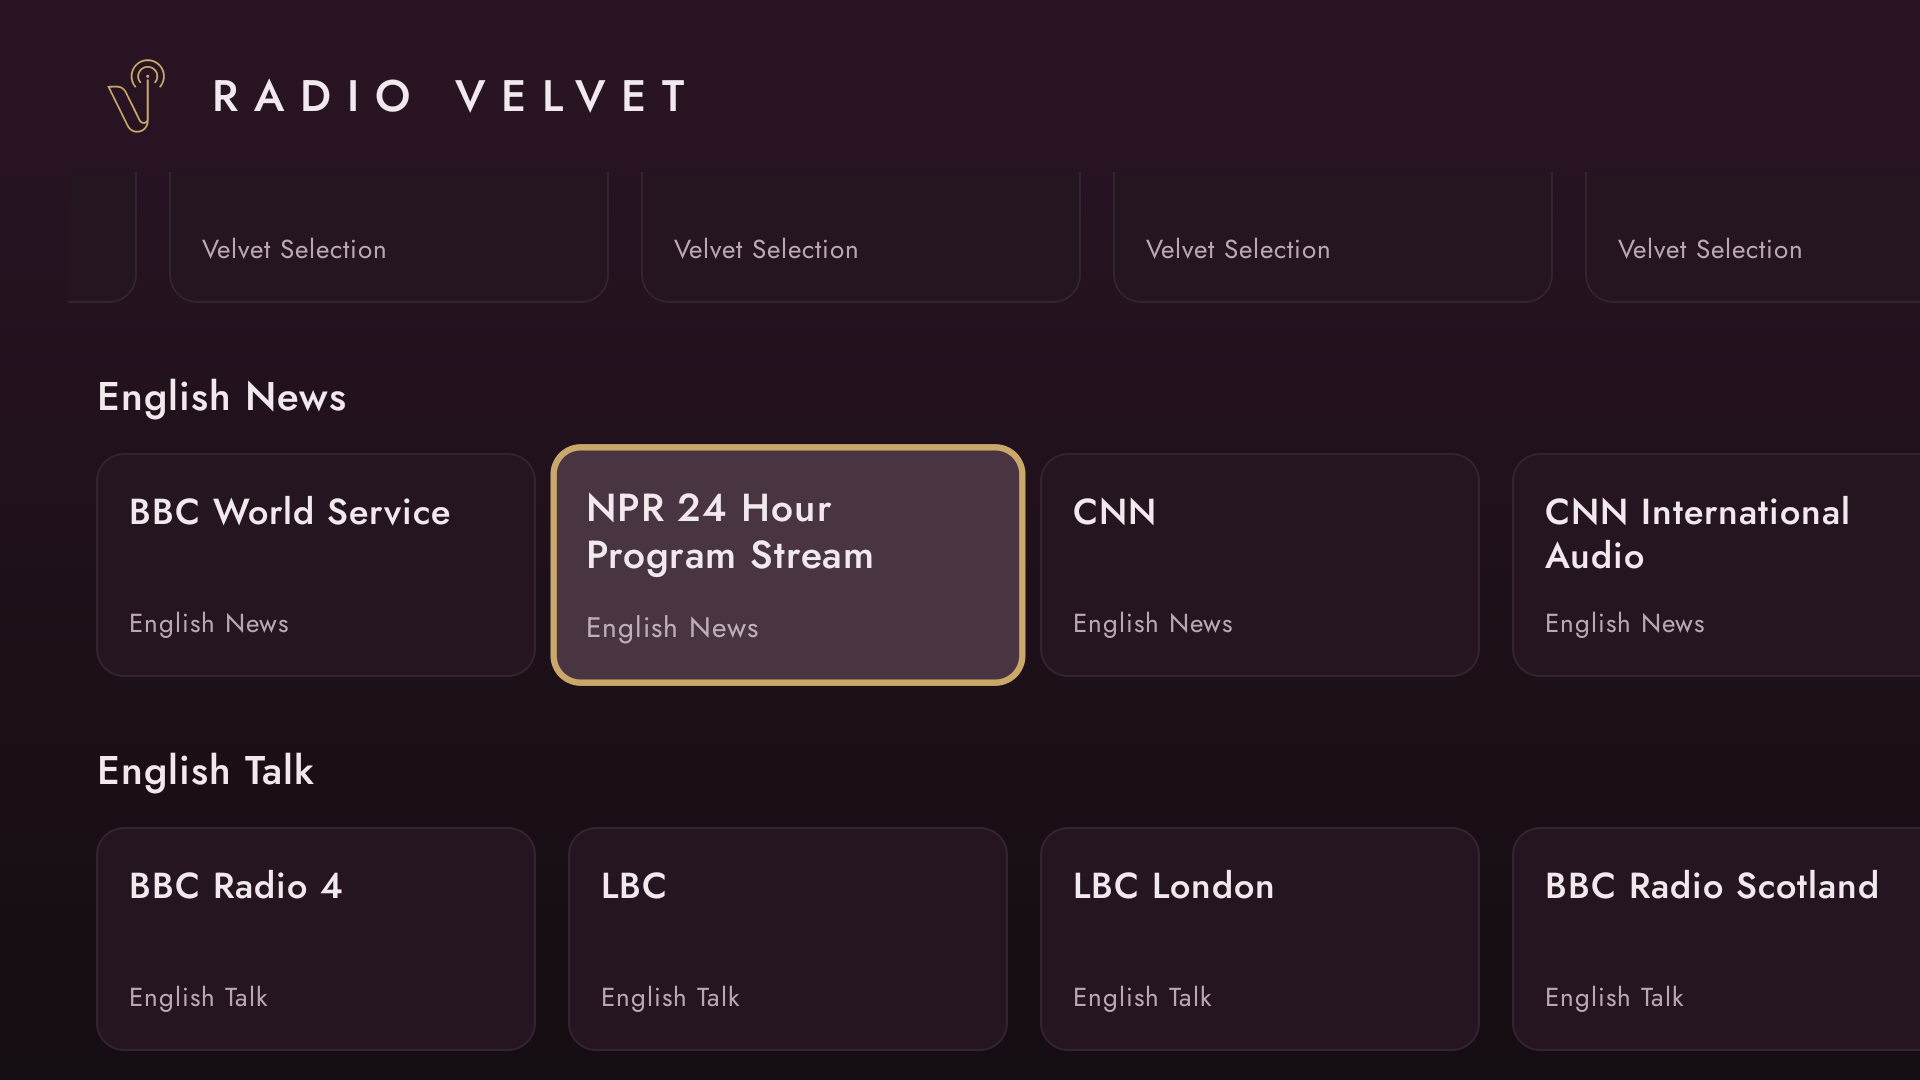 RADIO VELVET
Velvet Selection
Velvet Selection
Velvet Selection
Velvet Selection
English News
BBC World Service
English News
NPR 24 Hour
Program Stream
English News
CNN
English News
CNN International
Audio
English News
English Talk
BBC Radio 4
English Talk
LBC
English Talk
LBC London
English Talk
BBC Radio Scotland
English Talk